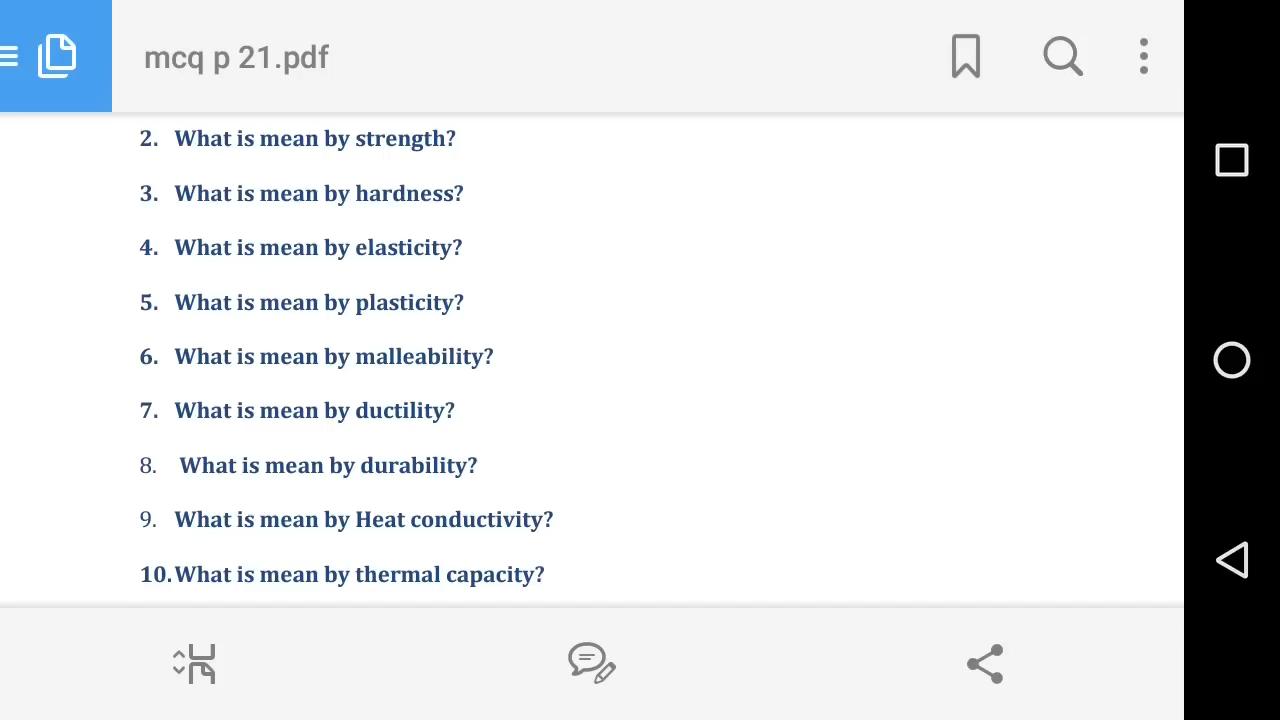 mcq p 21.pdf
2. What is mean by strength?
3. What is mean by hardness?
4. What is mean by elasticity?
5. What is mean by plasticity?
6. What is mean by malleability?
7. What is mean by ductility?
8. What is mean by durability?
9. What is mean by Heat conductivity?
10. What is mean by thermal capacity?